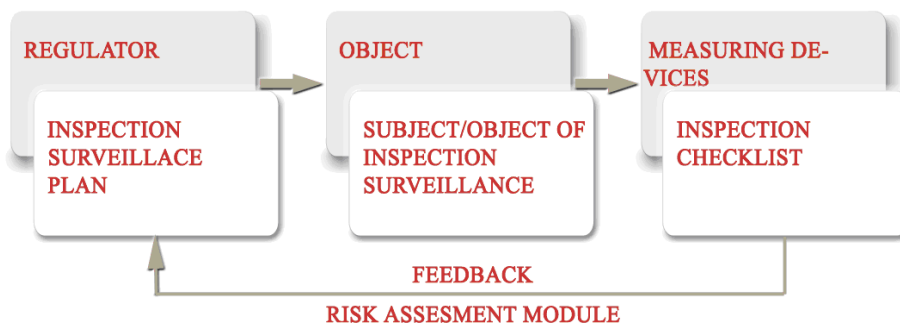 REGULATOR
INSPECTION
SURVEILLACE
PLAN
OBJECT
SUBJECT/OBJECT OF
INSPECTION
SURVEILLANCE
MEASURING DE-
VICES
INSPECTION
CHECKLIST
FEEDBACK
RISK ASSESMENT MODULE